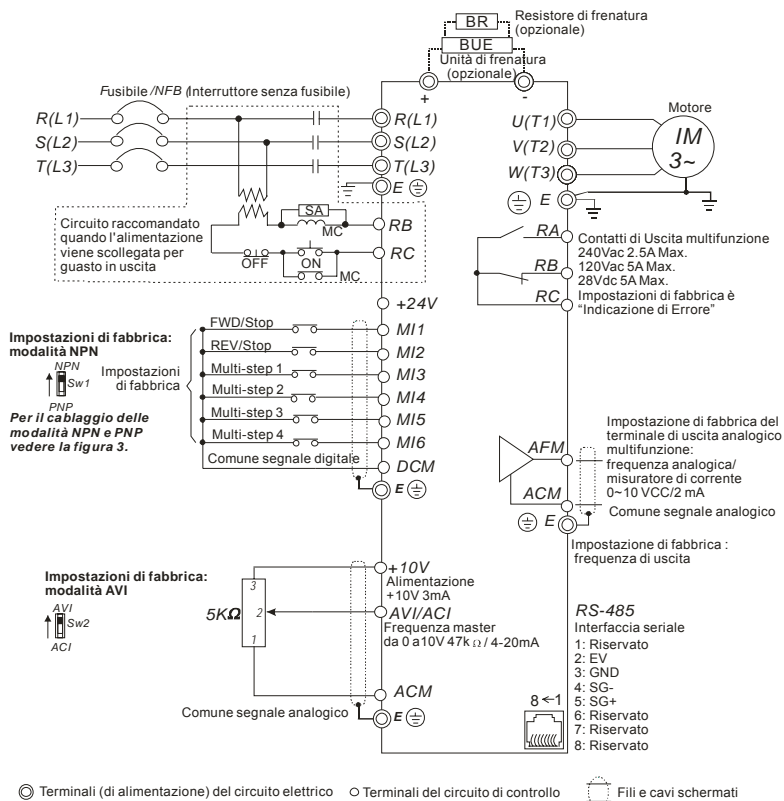 BR
Resistore di frenatura
(opzionale)
BUE
Unità di frenatura
(opzionale)
+
-
Fusibile /NFB (Interruttore senza fusibile)
R(L1)
S(L2)
T(L3)
R(L1)
S(L2)
T(L3)
E
U(T1)
V(T2)
W(T3)
E
Motore
IM
3~
Circuito raccomandato
quando l'alimentazione
viene scollegata per
guasto in uscita
SA
MC
OFF
ON
MC
RB
RC
RA
RB
RC
Contatti di Uscita multifunzione
240Vac 2.5A Max.
120Vac 5A Max.
28Vdc 5A Max.
Impostazioni di fabbrica è
“Indicazione di Errore”
+24V
Impostazioni di fabbrica:
modalità NPN
NPN
Sw1
PNP
Per il cablaggio delle
modalità NPN e PNP
vedere la figura 3.
Impostazioni
di fabbrica
FWD/Stop
MI1
REV/Stop
MI2
Multi-step 1
MI3
Multi-step 2
MI4
Multi-step 3
MI5
Multi-step 4
MI6
Comune segnale digitale
DCM
E
AFM
ACM
E
Impostazione di fabbrica del
terminale di uscita analogico
multifunzione:
frequenza analogica/
misuratore di corrente
0~10 VCC/2 mA
Comune segnale analogico
Impostazione di fabbrica :
frequenza di uscita
Impostazioni di fabbrica:
modalità AVI
AVI
Sw2
ACI
5KΩ
3
2
1
+10V
Alimentazione
+10V 3mA
AVI/ACI
Frequenza master
da 0 a10V 47k Ω / 4-20mA
ACM
Comune segnale analogico
E
RS-485
Interfaccia seriale
1: Riservato
2: EV
3: GND
4: SG-
5: SG+
6: Riservato
7: Riservato
8: Riservato
8←1
Terminali (di alimentazione) del circuito elettrico
Terminali del circuito di controllo
Fili e cavi schermati